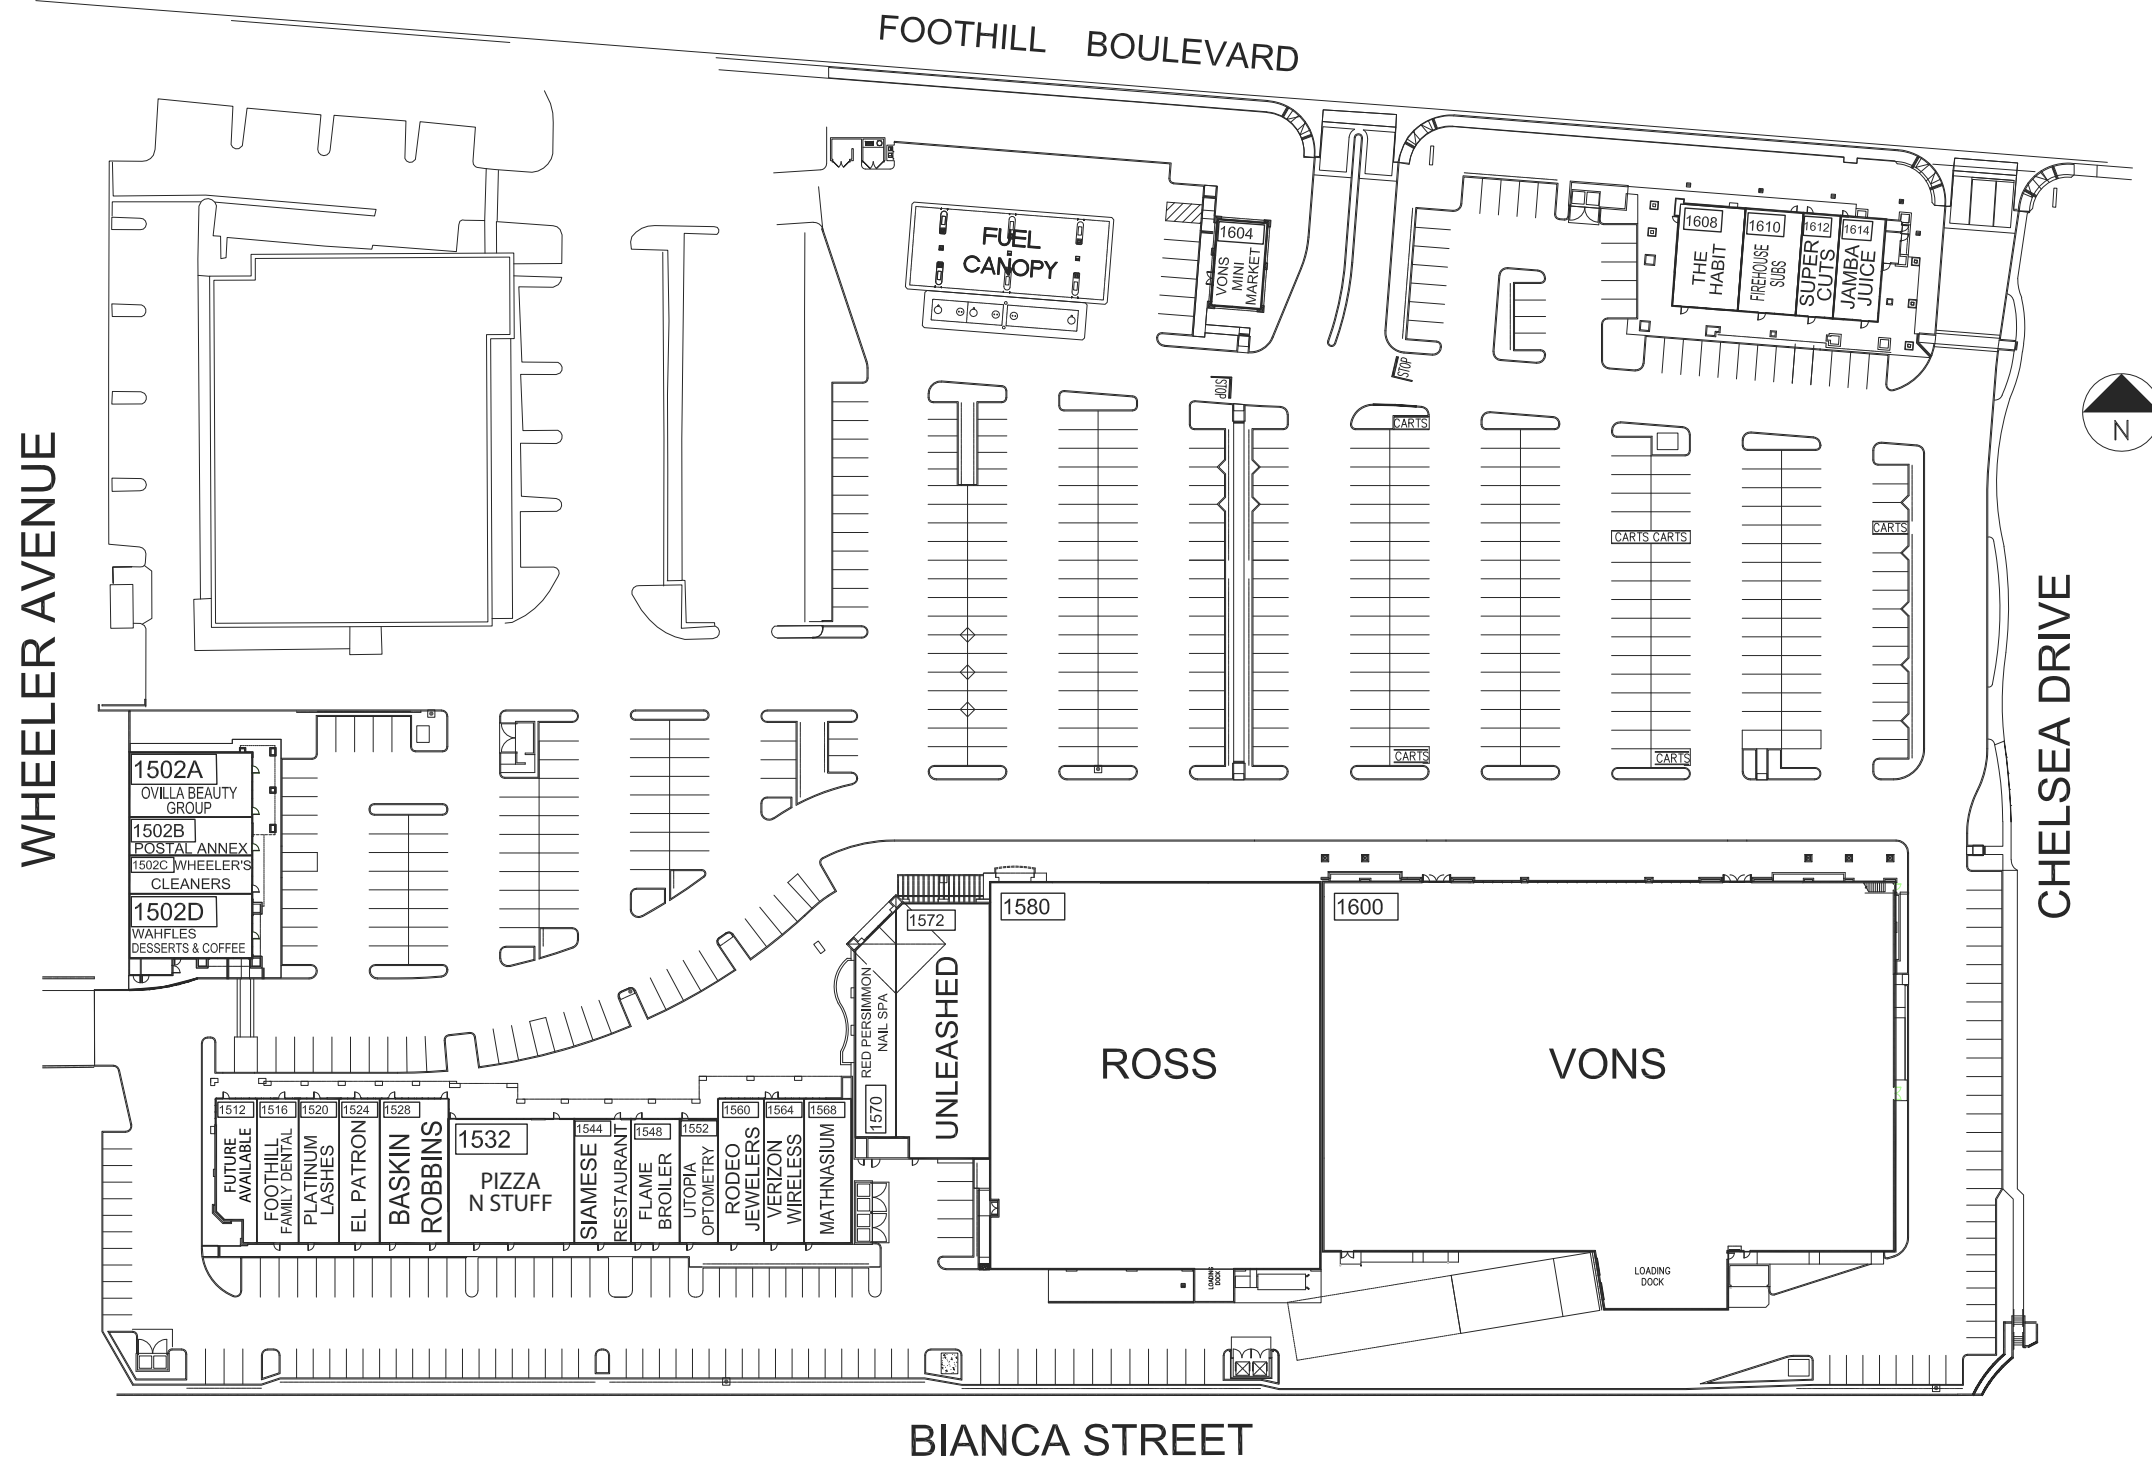 FOOTHILL BOULEVARD
FUEL
CANOPY
1604
VONS
MINI
MARKET
1608
THE
HABIT
1610
FIREHOUSE
SUBS
1612
SUPER
CUTS
1614
JAMBA
JUICE
STOP
STOP
N
CARTS
CARTS
CARTS CARTS
CARTS
CARTS
WHEELER AVENUE
CHELSEA DRIVE
1502A
OVILLA BEAUTY
GROUP
1502B
POSTAL ANNEX
1502C WHEELER'S
CLEANERS
1502D
WAHFLES
DESSERTS & COFFEE
1572
UNLEASHED
RED PERSIMMON
NAIL SPA
1570
1580
ROSS
1600
VONS
1512
FUTURE
AVAILABLE
1516
FOOTHILL
FAMILY DENTAL
1520
PLATINUM
LASHES
1524
EL PATRON
1528
BASKIN
ROBBINS
1532
PIZZA
N STUFF
1544
SIAMESE
RESTAURANT
1548
FLAME
BROILER
1552
UTOPIA
OPTOMETRY
1560
RODEO
JEWELERS
1564
VERIZON
WIRELESS
1568
MATHNASIUM
LOADING
DOCK
LOADING
DOCK
BIANCA STREET